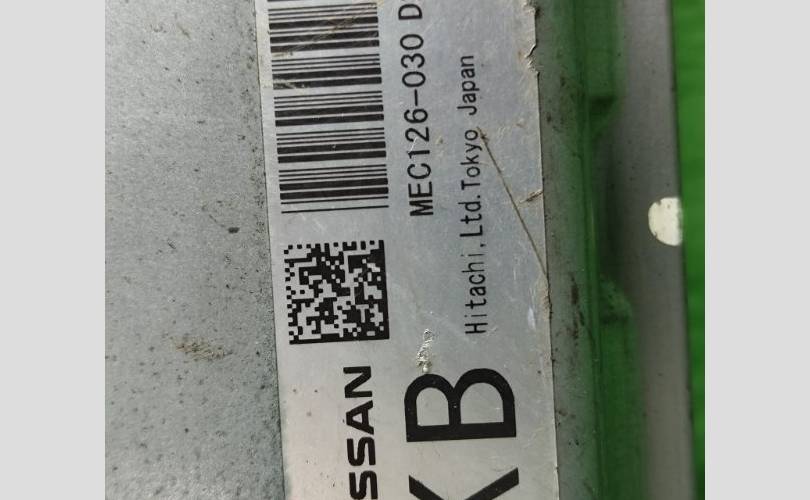 MEC126-030 D
Hitachi,Ltd.Tokyo Japan
SSAN
KB